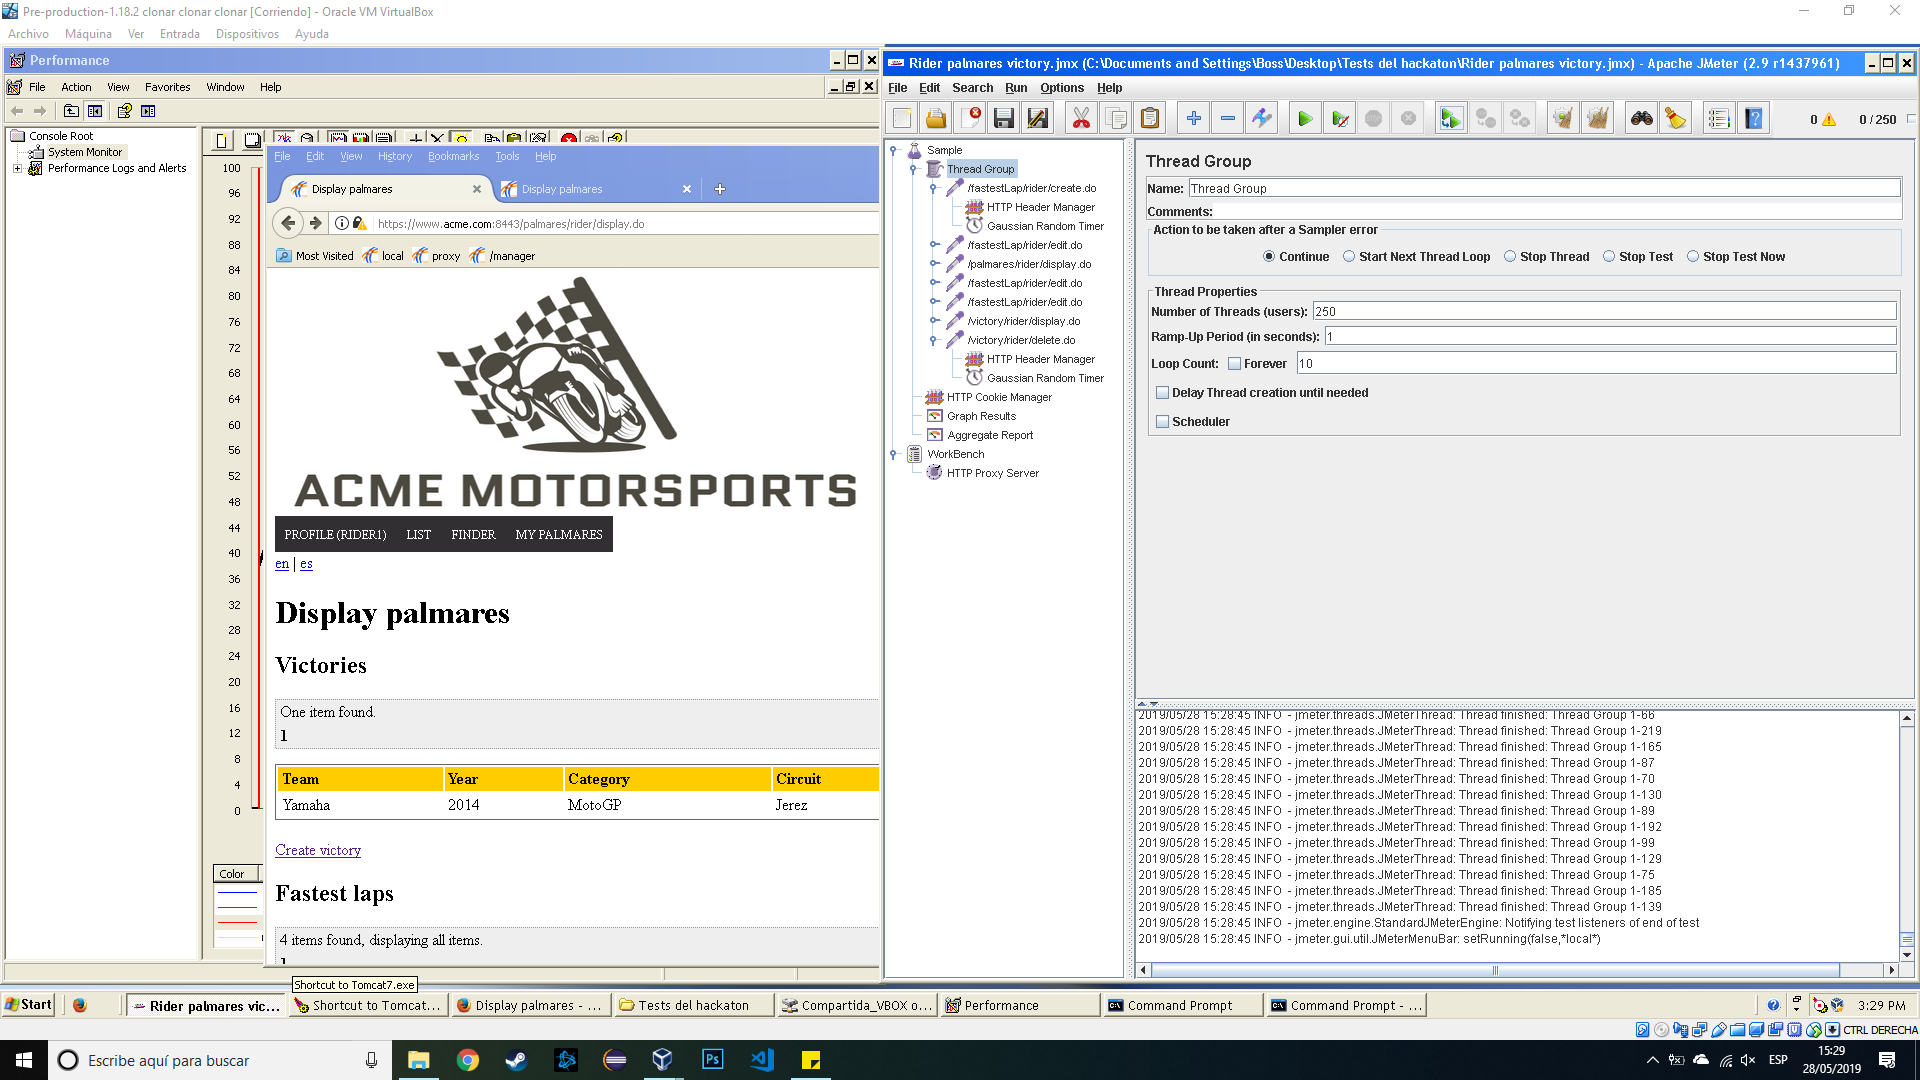 Pre-production-1.18.2 clonar clonar clonar [Corriendo] - Oracle VM VirtualBox
Archivo Máquina Ver Entrada Dispositivos Ayuda
Performance
File Action View Favorites Window Help
Console Root
System Monitor
Performance Logs and Alerts
100
96
92
88
84
80
76
72
68
64
60
56
52
48
44
40
36
32
28
24
20
16
12
8
4
0
Color
File Edit View History Bookmarks Tools Help
Display palmares
Display palmares
https://www.acme.com:8443/palmares/rider/display.do
Most Visited local proxy /manager
ACME MOTORSPORTS
PROFILE (RIDER1) LIST FINDER MY PALMARES
en | es
Display palmares
Victories
One item found.
1
Team Year Category Circuit
Yamaha 2014 MotoGP Jerez
Create victory
Fastest laps
4 items found, displaying all items.
1
Rider palmares victory.jmx (C:\Documents and Settings\Boss\Desktop\Tests del hackaton\Rider palmares victory.jmx) - Apache JMeter (2.9 r1437961)
File Edit Search Run Options Help
0 0 / 250
Sample
Thread Group
/fastestLap/rider/create.do
HTTP Header Manager
Gaussian Random Timer
/fastestLap/rider/edit.do
/palmares/rider/display.do
/fastestLap/rider/edit.do
/fastestLap/rider/edit.do
/victory/rider/display.do
/victory/rider/delete.do
HTTP Header Manager
Gaussian Random Timer
HTTP Cookie Manager
Graph Results
Aggregate Report
WorkBench
HTTP Proxy Server
Thread Group
Name: Thread Group
Comments:
Action to be taken after a Sampler error
Continue Start Next Thread Loop Stop Thread Stop Test Stop Test Now
Thread Properties
Number of Threads (users): 250
Ramp-Up Period (in seconds): 1
Loop Count: Forever 10
Delay Thread creation until needed
Scheduler
2019/05/28 15:28:45 INFO - jmeter.threads.JMeterThread: Thread finished: Thread Group 1-66
2019/05/28 15:28:45 INFO - jmeter.threads.JMeterThread: Thread finished: Thread Group 1-219
2019/05/28 15:28:45 INFO - jmeter.threads.JMeterThread: Thread finished: Thread Group 1-165
2019/05/28 15:28:45 INFO - jmeter.threads.JMeterThread: Thread finished: Thread Group 1-87
2019/05/28 15:28:45 INFO - jmeter.threads.JMeterThread: Thread finished: Thread Group 1-70
2019/05/28 15:28:45 INFO - jmeter.threads.JMeterThread: Thread finished: Thread Group 1-130
2019/05/28 15:28:45 INFO - jmeter.threads.JMeterThread: Thread finished: Thread Group 1-89
2019/05/28 15:28:45 INFO - jmeter.threads.JMeterThread: Thread finished: Thread Group 1-192
2019/05/28 15:28:45 INFO - jmeter.threads.JMeterThread: Thread finished: Thread Group 1-99
2019/05/28 15:28:45 INFO - jmeter.threads.JMeterThread: Thread finished: Thread Group 1-129
2019/05/28 15:28:45 INFO - jmeter.threads.JMeterThread: Thread finished: Thread Group 1-75
2019/05/28 15:28:45 INFO - jmeter.threads.JMeterThread: Thread finished: Thread Group 1-185
2019/05/28 15:28:45 INFO - jmeter.threads.JMeterThread: Thread finished: Thread Group 1-139
2019/05/28 15:28:45 INFO - jmeter.engine.StandardJMeterEngine: Notifying test listeners of end of test
2019/05/28 15:28:45 INFO - jmeter.gui.util.JMeterMenuBar: setRunning(false,*local*)
Shortcut to Tomcat7.exe
Start Rider palmares vic... Shortcut to Tomcat... Display palmares - ... Tests del hackaton Compartida_VBOX o... Performance Command Prompt Command Prompt - ... 3:29 PM
CTRL DERECHA
Escribe aquí para buscar
Ps
ESP
15:29
28/05/2019